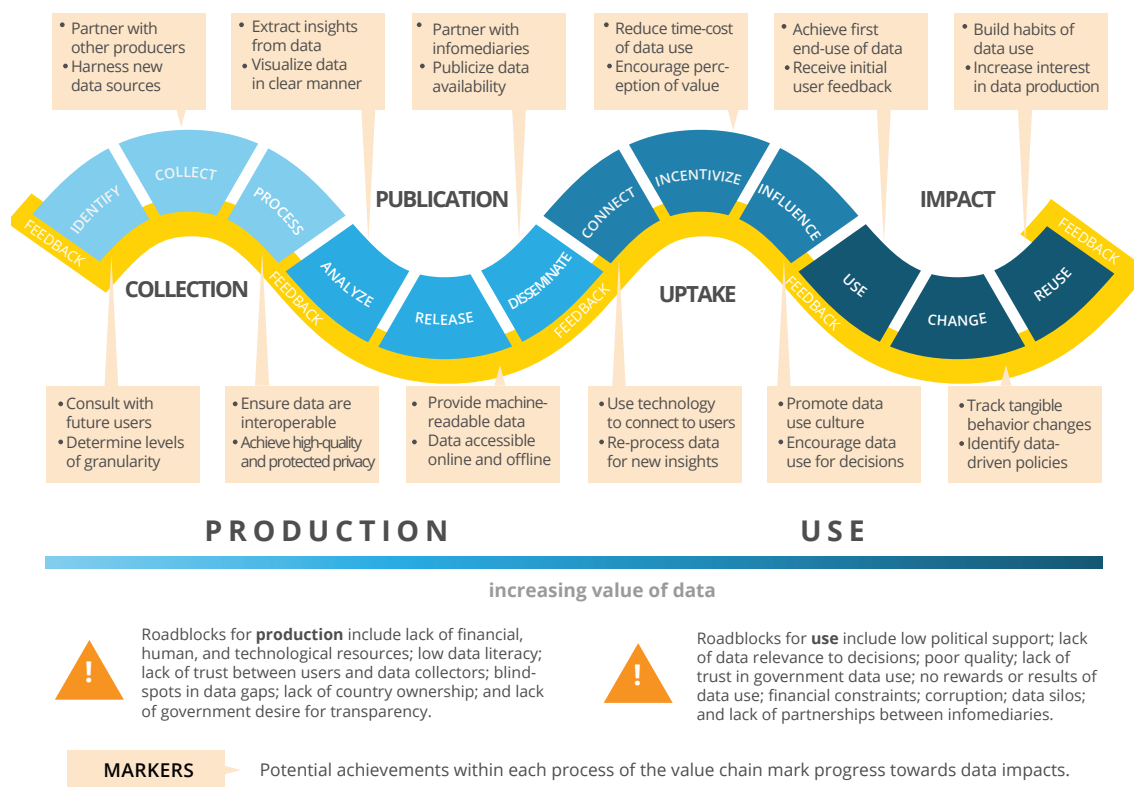 • Partner with
other producers
• Harness new
data sources
• Extract insights
from data
• Visualize data
in clear manner
• Partner with
infomediaries
• Publicize data
availability
• Reduce time-cost
of data use
• Encourage perc-
eption of value
• Achieve first
end-use of data
• Receive initial
user feedback
• Build habits of
data use
• Increase interest
in data production
IDENTIFY
COLLECT
PROCESS
ANALYZE
RELEASE
DISSEMINATE
CONNECT
INCENTIVIZE
INFLUENCE
USE
CHANGE
REUSE
FEEDBACK
FEEDBACK
FEEDBACK
FEEDBACK
FEEDBACK
COLLECTION
PUBLICATION
UPTAKE
IMPACT
• Consult with
future users
• Determine levels
of granularity
• Ensure data are
interoperable
• Achieve high-quality
and protected privacy
• Provide machine-
readable data
• Data accessible
online and offline
• Use technology
to connect to users
• Re-process data
for new insights
• Promote data
use culture
• Encourage data
use for decisions
• Track tangible
behavior changes
• Identify data-
driven policies
PRODUCTION
USE
increasing value of data
!
Roadblocks for production include lack of financial,
human, and technological resources; low data literacy;
lack of trust between users and data collectors; blind-
spots in data gaps; lack of country ownership; and lack
of government desire for transparency.
!
Roadblocks for use include low political support; lack
of data relevance to decisions; poor quality; lack of
trust in government data use; no rewards or results of
data use; financial constraints; corruption; data silos;
and lack of partnerships between infomediaries.
MARKERS
Potential achievements within each process of the value chain mark progress towards data impacts.